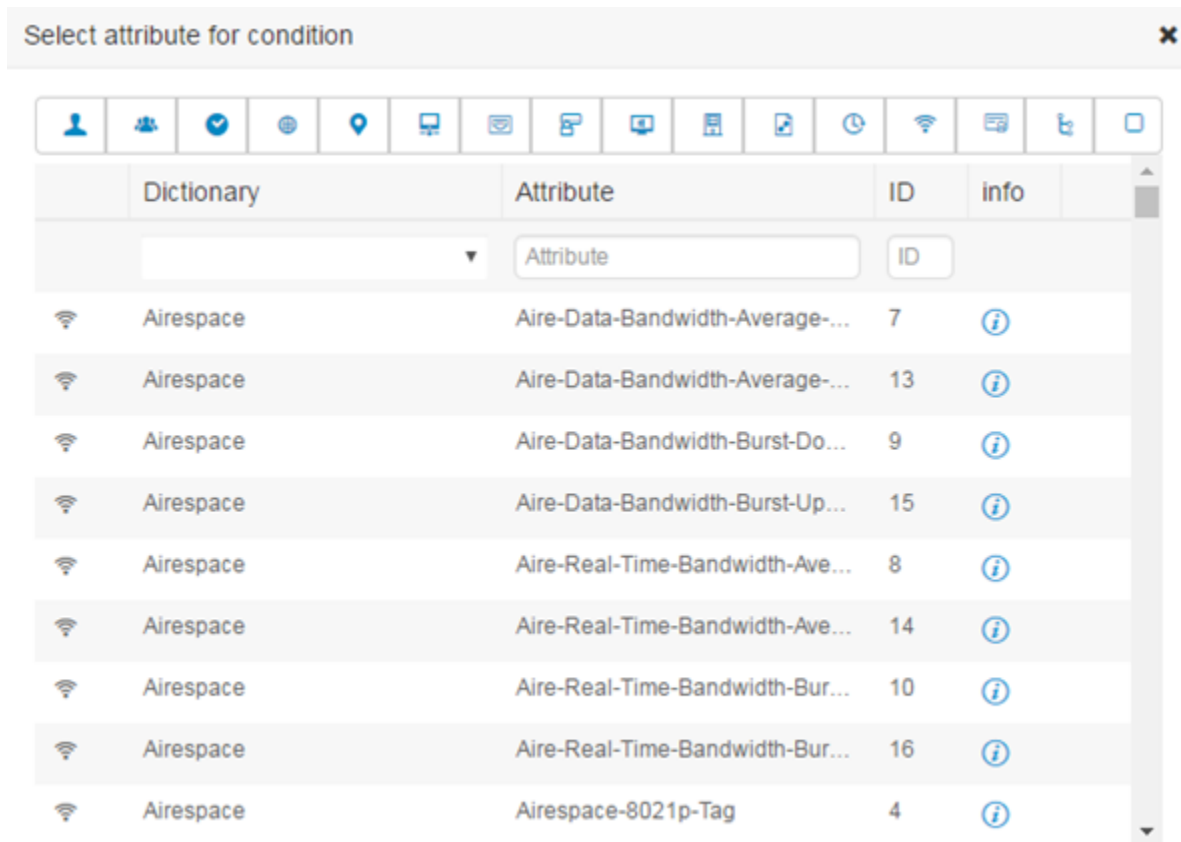 Select attribute for condition
Dictionary Attribute ID info
Attribute ID
Airespace Aire-Data-Bandwidth-Average-... 7
Airespace Aire-Data-Bandwidth-Average-... 13
Airespace Aire-Data-Bandwidth-Burst-Do... 9
Airespace Aire-Data-Bandwidth-Burst-Up... 15
Airespace Aire-Real-Time-Bandwidth-Ave... 8
Airespace Aire-Real-Time-Bandwidth-Ave... 14
Airespace Aire-Real-Time-Bandwidth-Bur... 10
Airespace Aire-Real-Time-Bandwidth-Bur... 16
Airespace Airespace-8021p-Tag 4